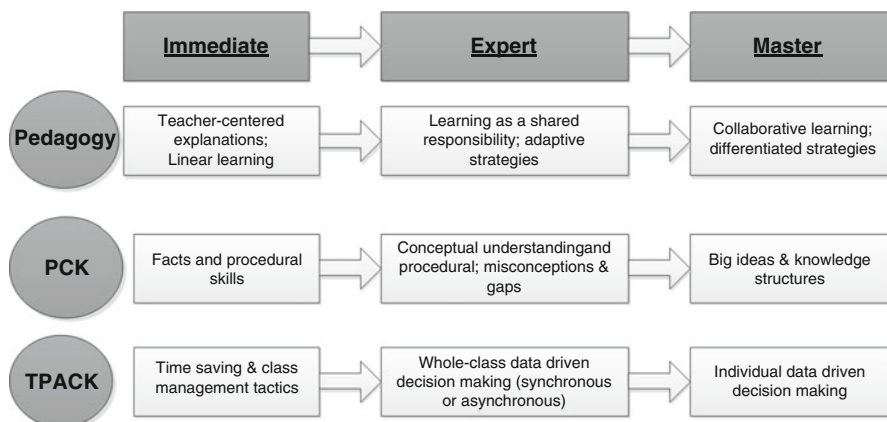 Immediate
Expert
Master
Pedagogy
Teacher-centered
explanations;
Linear learning
Learning as a shared
responsibility; adaptive
strategies
Collaborative learning;
differentiated strategies
PCK
Facts and procedural
skills
Conceptual understandingand
procedural; misconceptions &
gaps
Big ideas & knowledge
structures
TPACK
Time saving & class
management tactics
Whole-class data driven
decision making (synchronous
or asynchronous)
Individual data driven
decision making